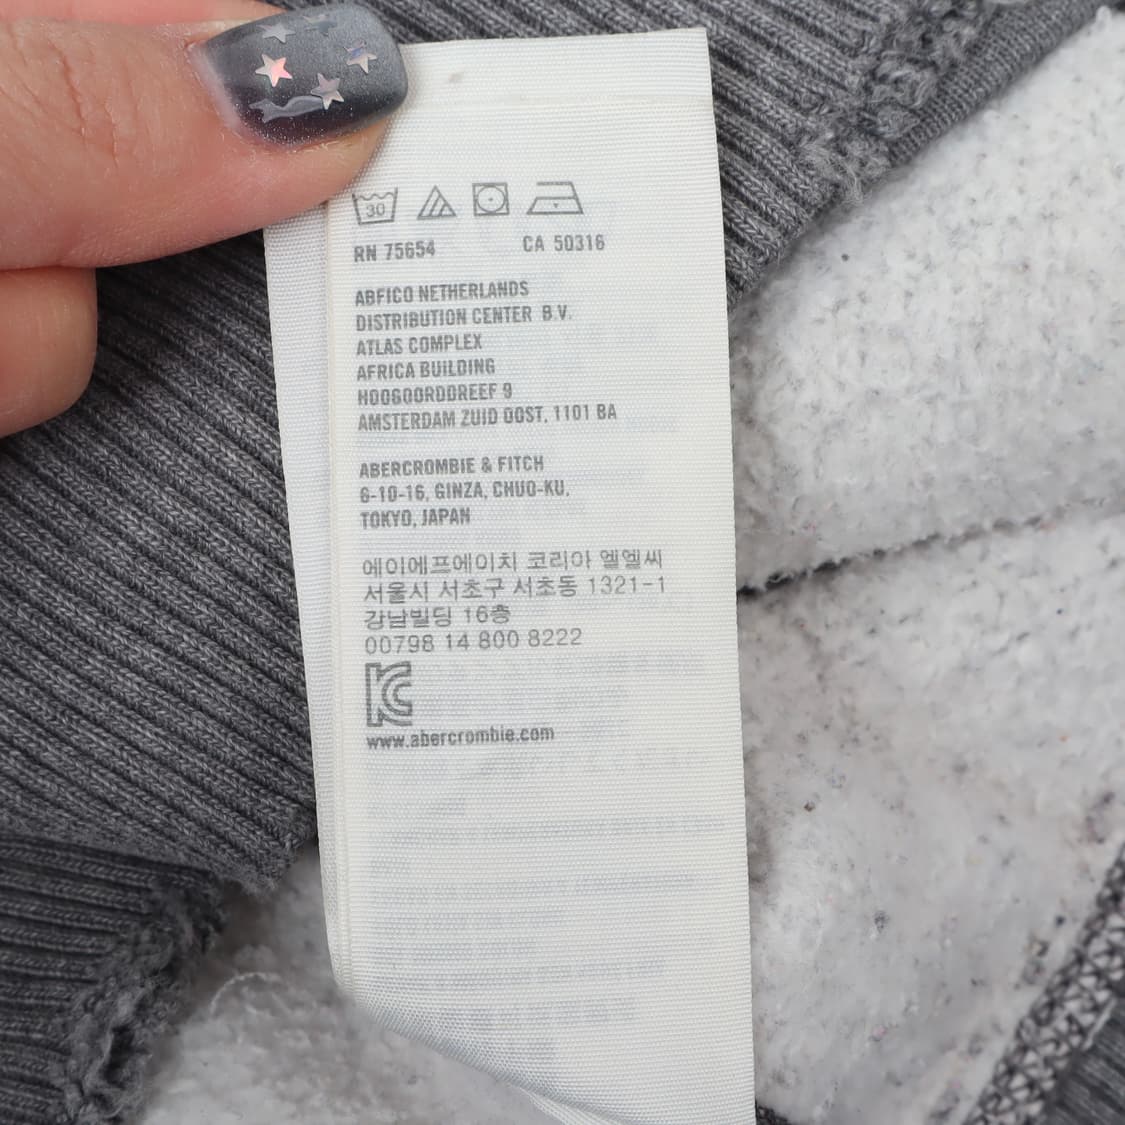 30
RN 75654 CA 50316
ABFICO NETHERLANDS
DISTRIBUTION CENTER B.V.
ATLAS COMPLEX
AFRICA BUILDING
HOOGOORDDREEF 9
AMSTERDAM ZUID OOST, 1101 BA
ABERCROMBIE & FITCH
6-10-16, GINZA, CHUO-KU,
TOKYO, JAPAN
에이에프에이치 코리아 엘엘씨
서울시 서초구 서초동 1321-1
강남빌딩 16층
00798 14 800 8222
KC
www.abercrombie.com